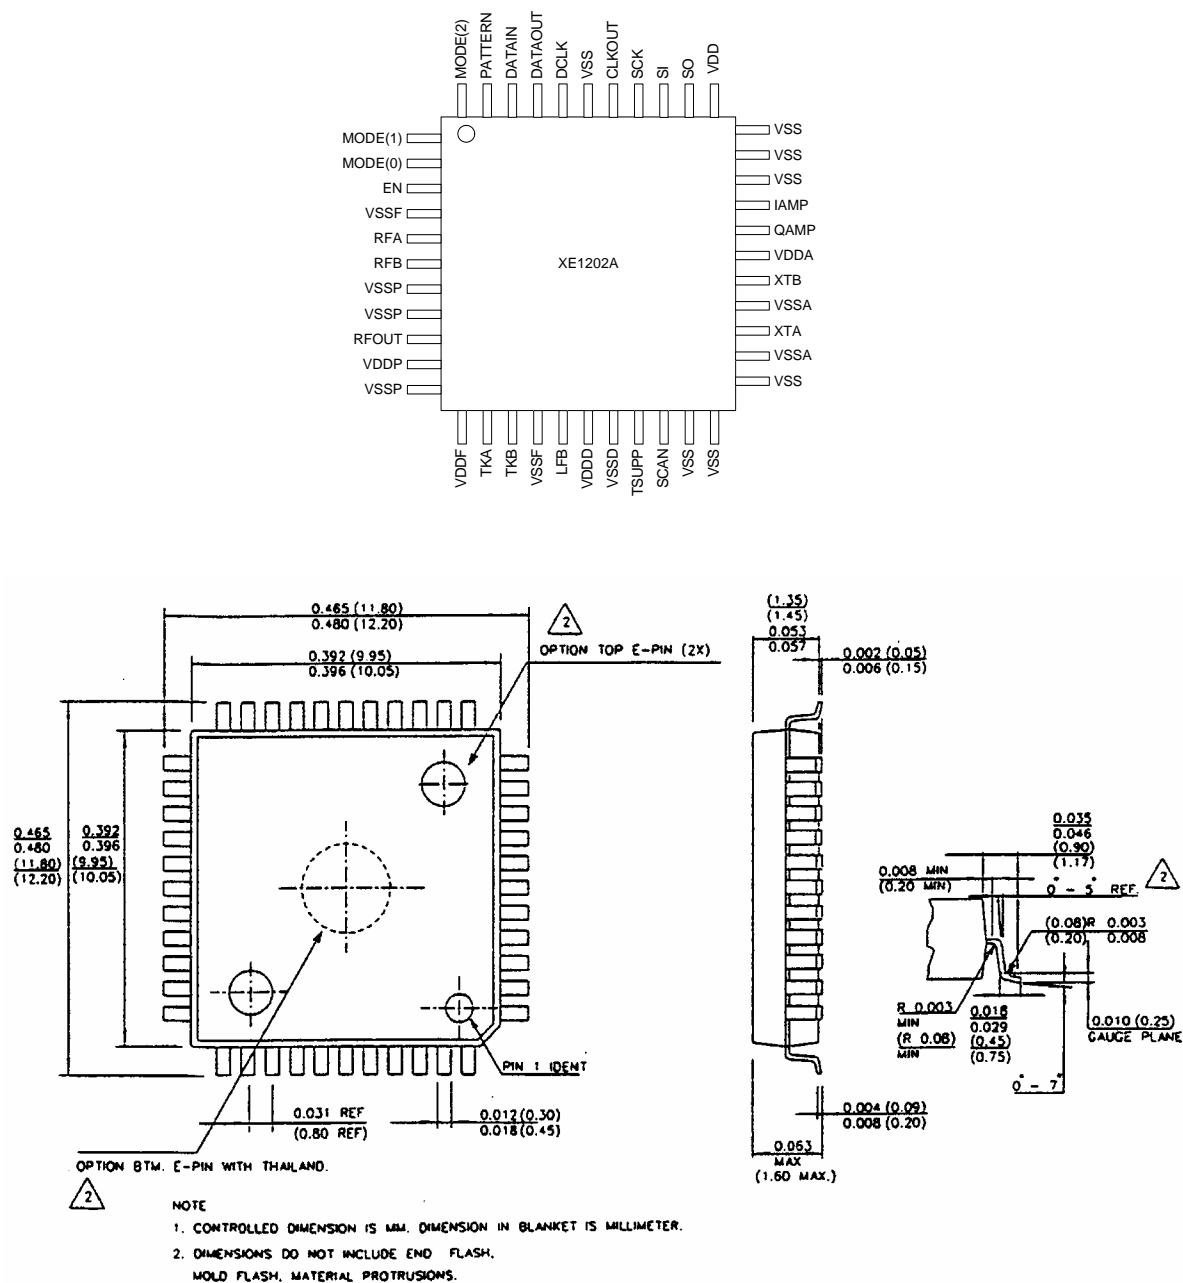 MODE(2)
PATTERN
DATAIN
DATAOUT
DCLK
VSS
CLKOUT
SCK
SI
SO
VDD
MODE(1)
MODE(0)
EN
VSSF
RFA
RFB
VSSP
VSSP
RFOUT
VDDP
VSSP
XE1202A
VSS
VSS
VSS
IAMP
QAMP
VDDA
XTB
VSSA
XTA
VSSA
VSS
VDDF
TKA
TKB
VSSF
LFB
VDDD
VSSD
TSUPP
SCAN
VSS
VSS
0.465 (11.80)
0.480 (12.20)
0.392 (9.95)
0.396 (10.05)
2
OPTION TOP E-PIN (2X)
0.465
0.480
(11.80)
(12.20)
0.392
0.396
(9.95)
(10.05)
PIN 1 IDENT
0.031 REF
(0.80 REF)
0.012 (0.30)
0.018 (0.45)
OPTION BTM. E-PIN WITH THAILAND.
2
(1.35)
(1.45)
0.053
0.057
0.002 (0.05)
0.006 (0.15)
0.004 (0.09)
0.008 (0.20)
0.063
MAX
(1.60 MAX.)
0.035
0.046
(0.90)
(1.17)
0.008 MIN
(0.20 MIN)
0° - 5° REF.
2
(0.08) R 0.003
(0.20) 0.008
R 0.003
MIN
(R 0.08)
MIN
0.018
0.029
(0.45)
(0.75)
0.010 (0.25)
GAUGE PLANE
0° - 7°
NOTE
1. CONTROLLED DIMENSION IS MM. DIMENSION IN BLANKET IS MILLIMETER.
2. DIMENSIONS DO NOT INCLUDE END FLASH,
MOLD FLASH, MATERIAL PROTRUSIONS.